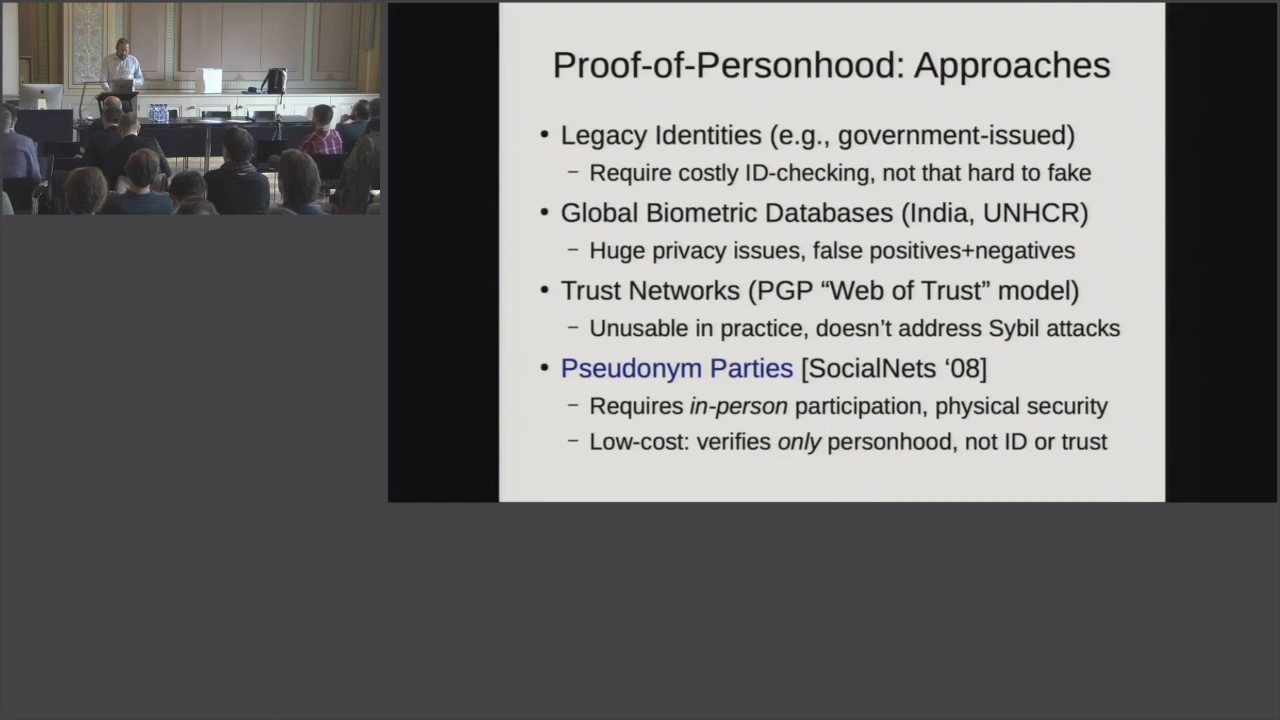 Proof-of-Personhood: Approaches
• Legacy Identities (e.g., government-issued)
– Require costly ID-checking, not that hard to fake
• Global Biometric Databases (India, UNHCR)
– Huge privacy issues, false positives+negatives
• Trust Networks (PGP “Web of Trust” model)
– Unusable in practice, doesn’t address Sybil attacks
• Pseudonym Parties [SocialNets ‘08]
– Requires in-person participation, physical security
– Low-cost: verifies only personhood, not ID or trust